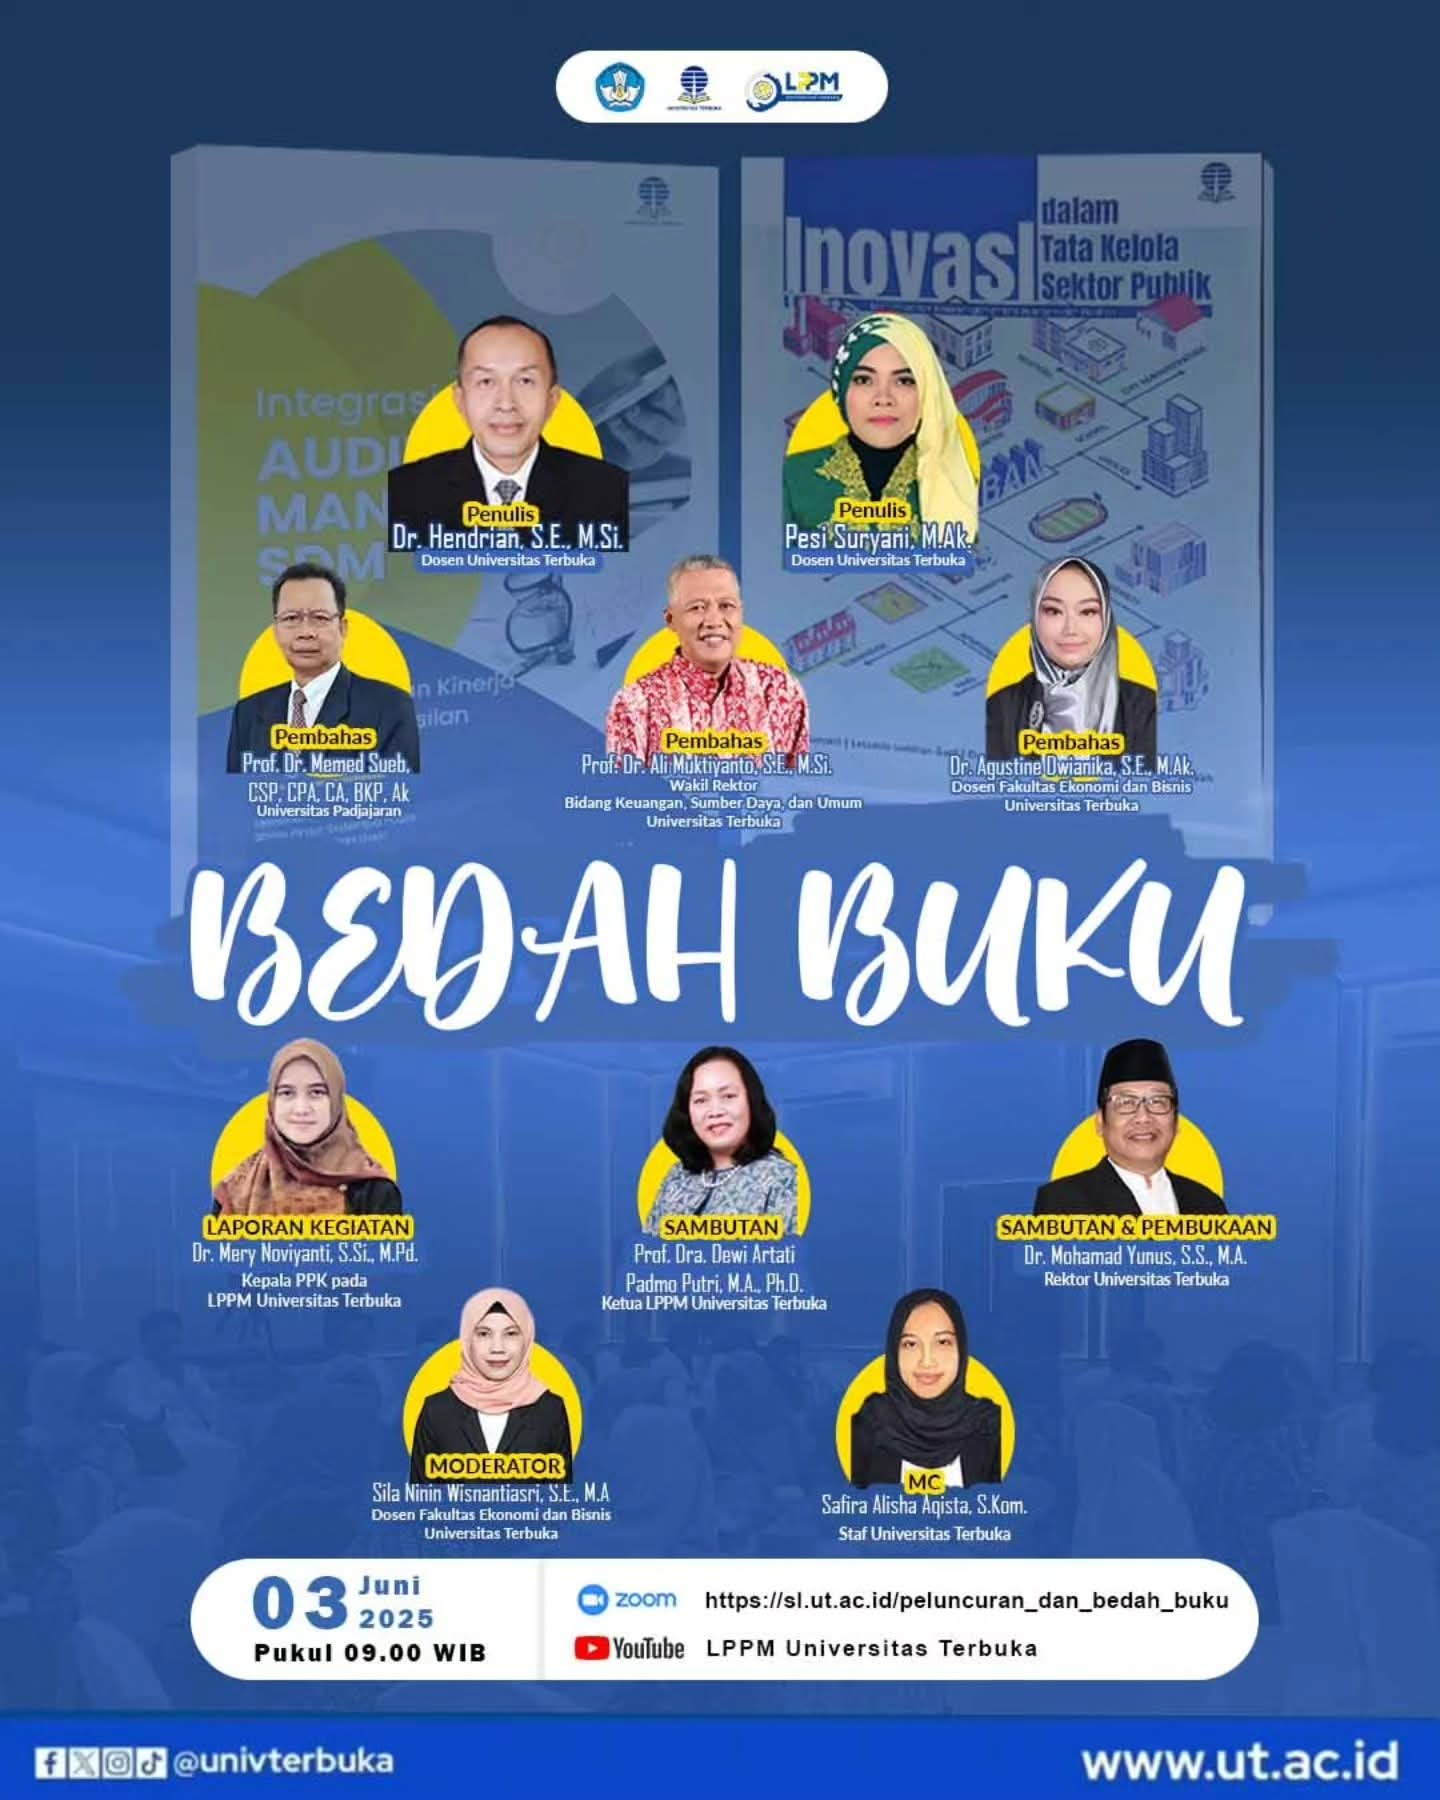 UNIVERSITAS TERBUKA
LPPM
Inovasi
dalam
Tata Kelola
Sektor Publik
Integras
AUDI
MAN
SDM
n Kinerja
silan
Penulis
Dr. Hendrian, S.E., M.Si.
Dosen Universitas Terbuka
Penulis
Pesi Suryani, M.Ak.
Dosen Universitas Terbuka
Pembahas
Prof. Dr. Memed Sueb,
CSP, CPA, CA, BKP, Ak
Universitas Padjajaran
Pembahas
Prof. Dr. Ali Muktiyanto, S.E., M.Si.
Wakil Rektor
Bidang Keuangan, Sumber Daya, dan Umum
Universitas Terbuka
Pembahas
Dr. Agustine Dwianika, S.E., M.Ak.
Dosen Fakultas Ekonomi dan Bisnis
Universitas Terbuka
BEDAH BUKU
LAPORAN KEGIATAN
Dr. Mery Noviyanti, S.Si., M.Pd.
Kepala PPK pada
LPPM Universitas Terbuka
SAMBUTAN
Prof. Dra. Dewi Artati
Padmo Putri, M.A., Ph.D.
Ketua LPPM Universitas Terbuka
SAMBUTAN & PEMBUKAAN
Dr. Mohamad Yunus, S.S., M.A.
Rektor Universitas Terbuka
MODERATOR
Sila Ninin Wisnantiasri, S.E., M.A
Dosen Fakultas Ekonomi dan Bisnis
Universitas Terbuka
MC
Safira Alisha Aqista, S.Kom.
Staf Universitas Terbuka
03 Juni
2025
Pukul 09.00 WIB
zoom https://sl.ut.ac.id/peluncuran_dan_bedah_buku
YouTube LPPM Universitas Terbuka
@univterbuka
www.ut.ac.id